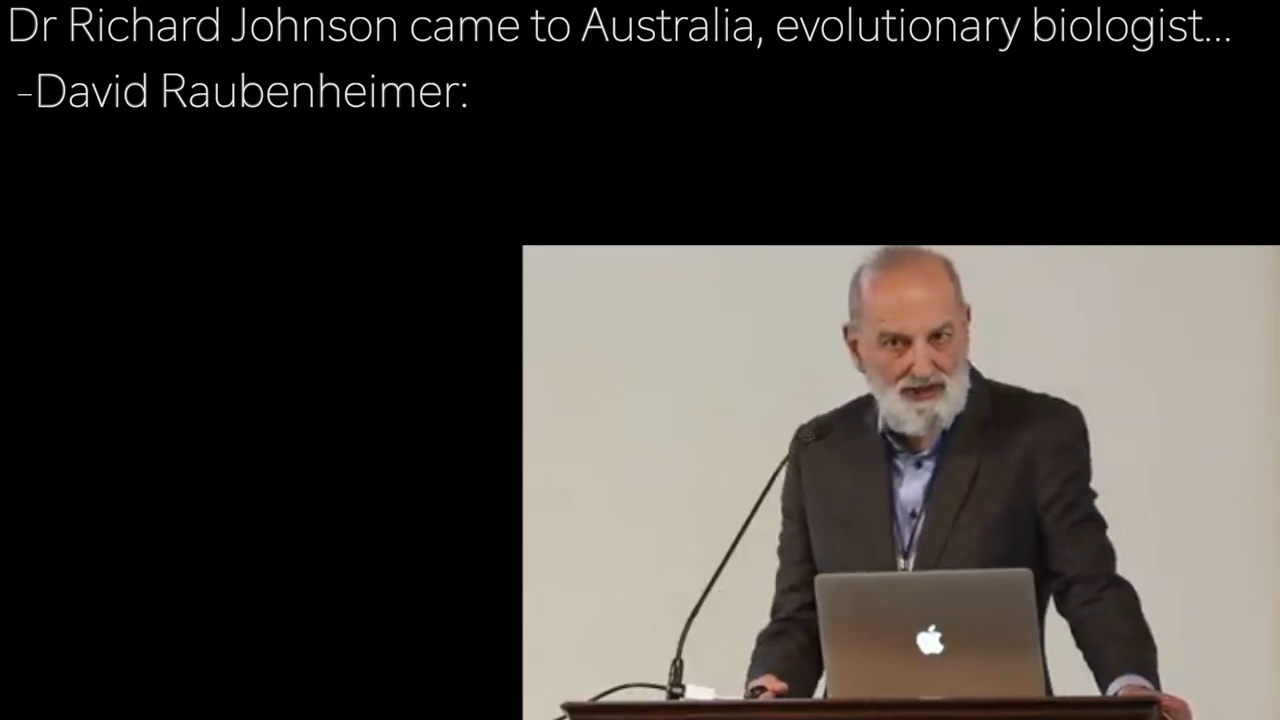 Dr Richard Johnson came to Australia, evolutionary biologist...
-David Raubenheimer: